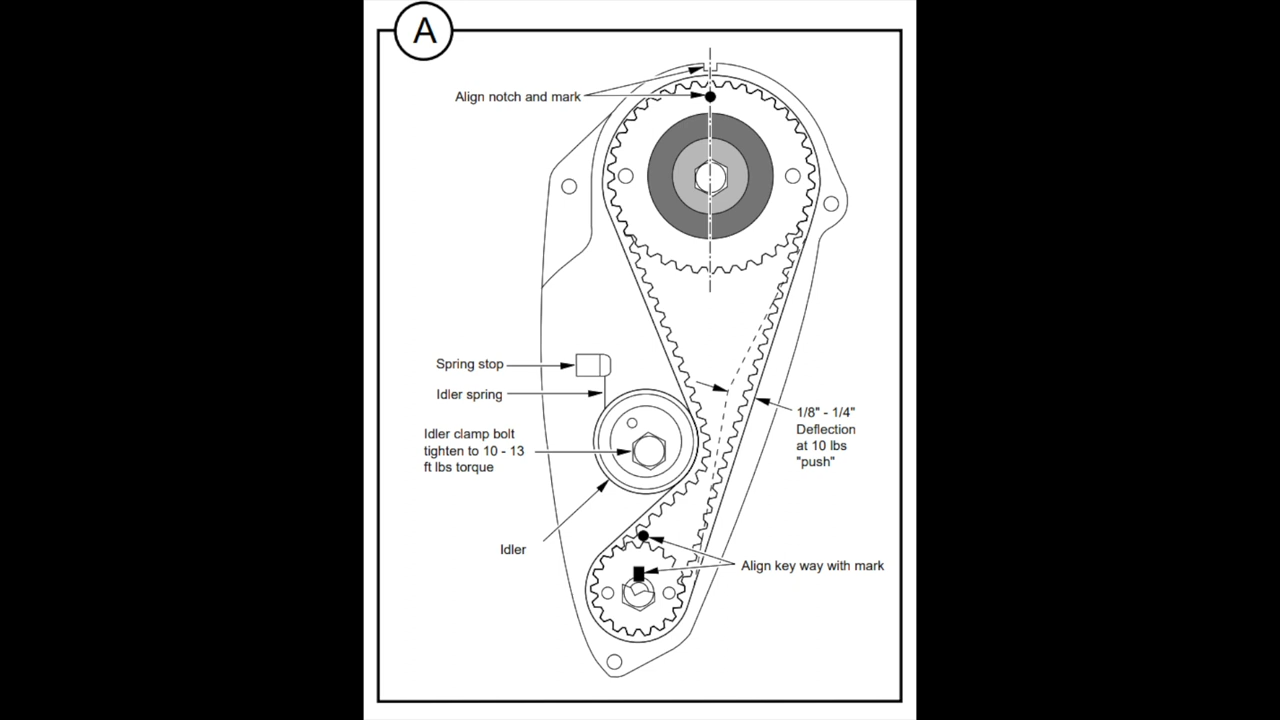 A
Align notch and mark
Spring stop
Idler spring
Idler clamp bolt
tighten to 10 - 13
ft lbs torque
1/8" - 1/4"
Deflection
at 10 lbs
"push"
Idler
Align key way with mark